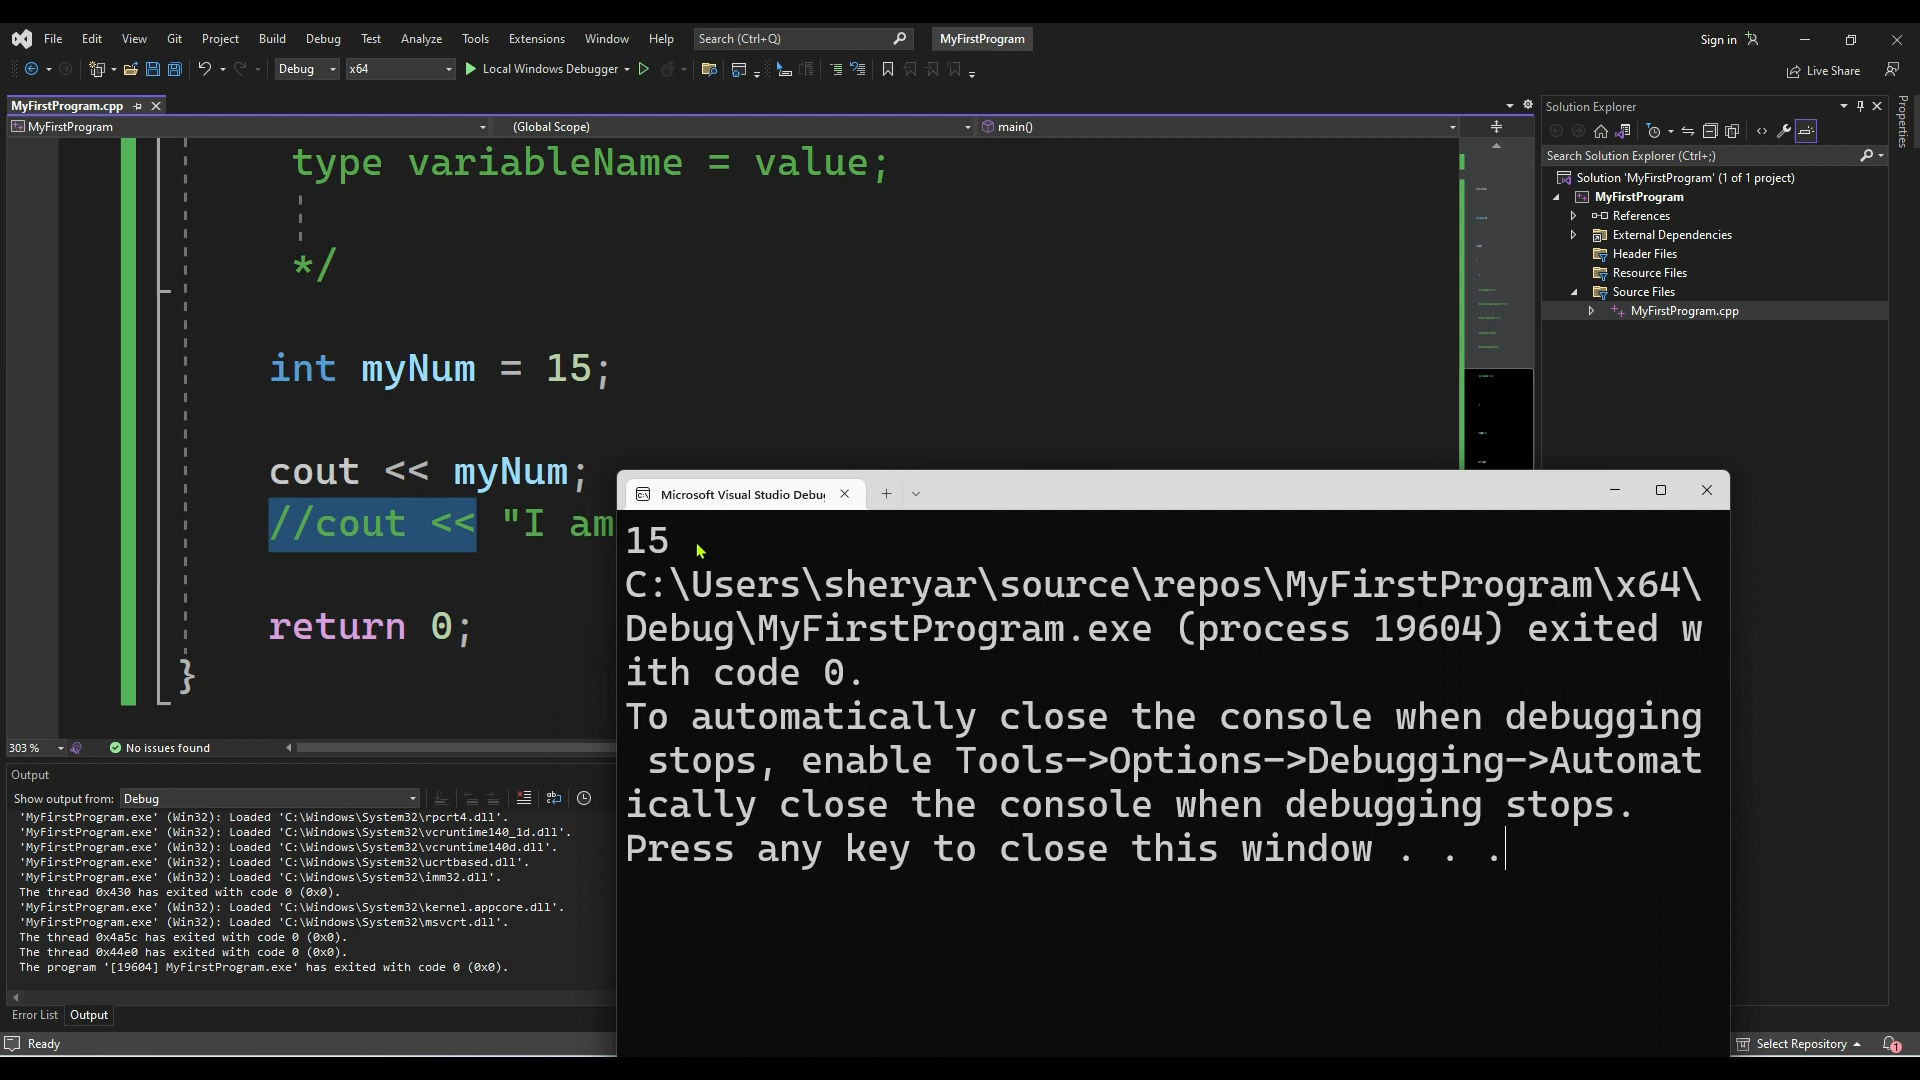 File Edit View Git Project Build Debug Test Analyze Tools Extensions Window Help Search (Ctrl+Q) MyFirstProgram Sign in
Debug x64 Local Windows Debugger Live Share
MyFirstProgram.cpp
MyFirstProgram (Global Scope) main()
type variableName = value;
*/
int myNum = 15;
cout << myNum;
//cout << "I am
return 0;
}
303 % No issues found
Solution Explorer
Search Solution Explorer (Ctrl+;)
Solution 'MyFirstProgram' (1 of 1 project)
MyFirstProgram
References
External Dependencies
Header Files
Resource Files
Source Files
MyFirstProgram.cpp
Properties
Microsoft Visual Studio Debu
15
C:\Users\sheryar\source\repos\MyFirstProgram\x64\
Debug\MyFirstProgram.exe (process 19604) exited w
ith code 0.
To automatically close the console when debugging
stops, enable Tools->Options->Debugging->Automat
ically close the console when debugging stops.
Press any key to close this window . . .
Output
Show output from: Debug
'MyFirstProgram.exe' (Win32): Loaded 'C:\Windows\System32\rpcrt4.dll'.
'MyFirstProgram.exe' (Win32): Loaded 'C:\Windows\System32\vcruntime140_1d.dll'.
'MyFirstProgram.exe' (Win32): Loaded 'C:\Windows\System32\vcruntime140d.dll'.
'MyFirstProgram.exe' (Win32): Loaded 'C:\Windows\System32\ucrtbased.dll'.
'MyFirstProgram.exe' (Win32): Loaded 'C:\Windows\System32\imm32.dll'.
The thread 0x430 has exited with code 0 (0x0).
'MyFirstProgram.exe' (Win32): Loaded 'C:\Windows\System32\kernel.appcore.dll'.
'MyFirstProgram.exe' (Win32): Loaded 'C:\Windows\System32\msvcrt.dll'.
The thread 0x4a5c has exited with code 0 (0x0).
The thread 0x44e0 has exited with code 0 (0x0).
The program '[19604] MyFirstProgram.exe' has exited with code 0 (0x0).
Error List Output
Ready Select Repository 1